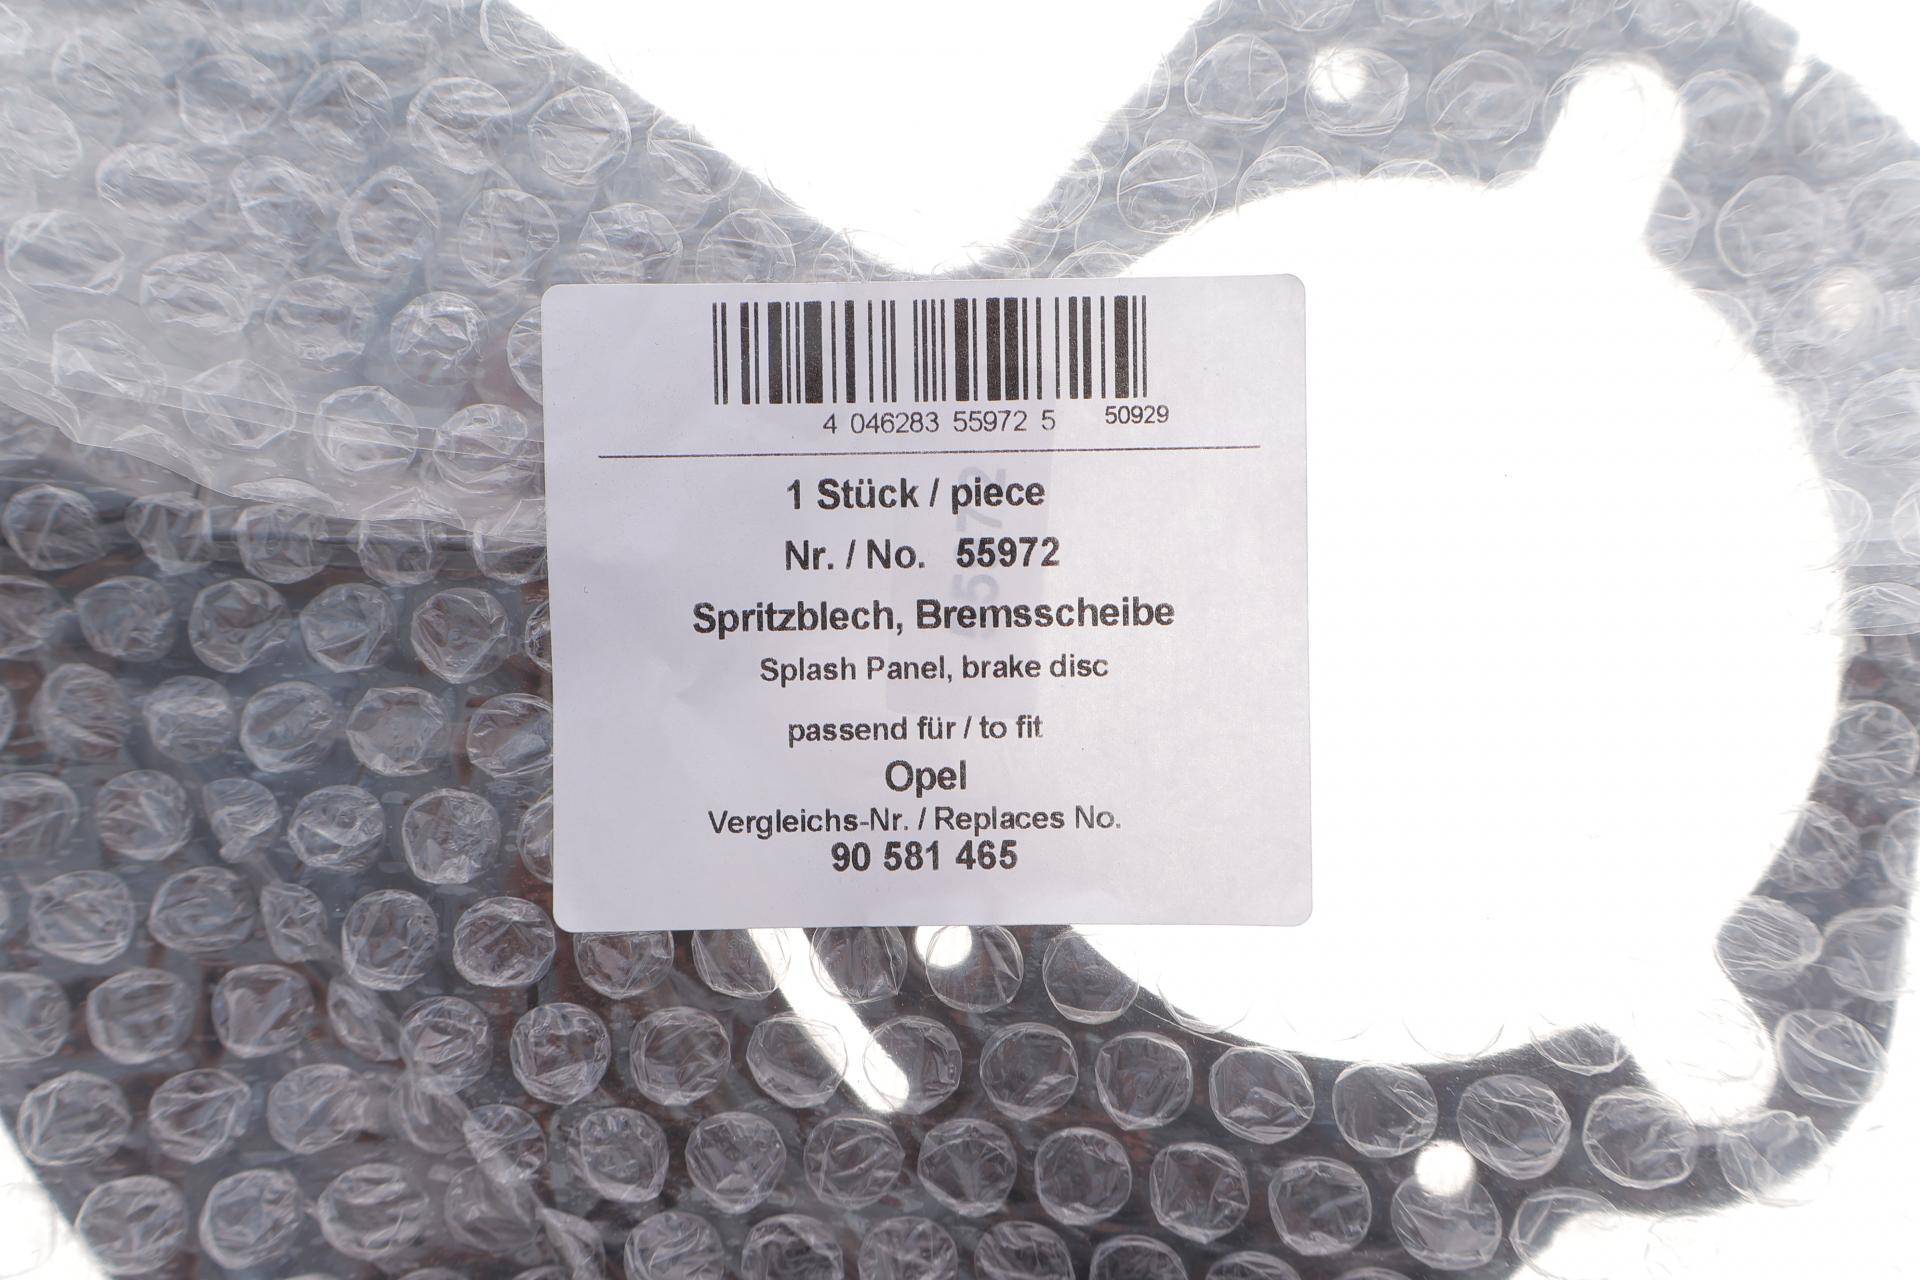 4 046283 55972 5 50929
1 Stück / piece
Nr. / No. 55972
Spritzblech, Bremsscheibe
Splash Panel, brake disc
passend für / to fit
Opel
Vergleichs-Nr. / Replaces No.
90 581 465